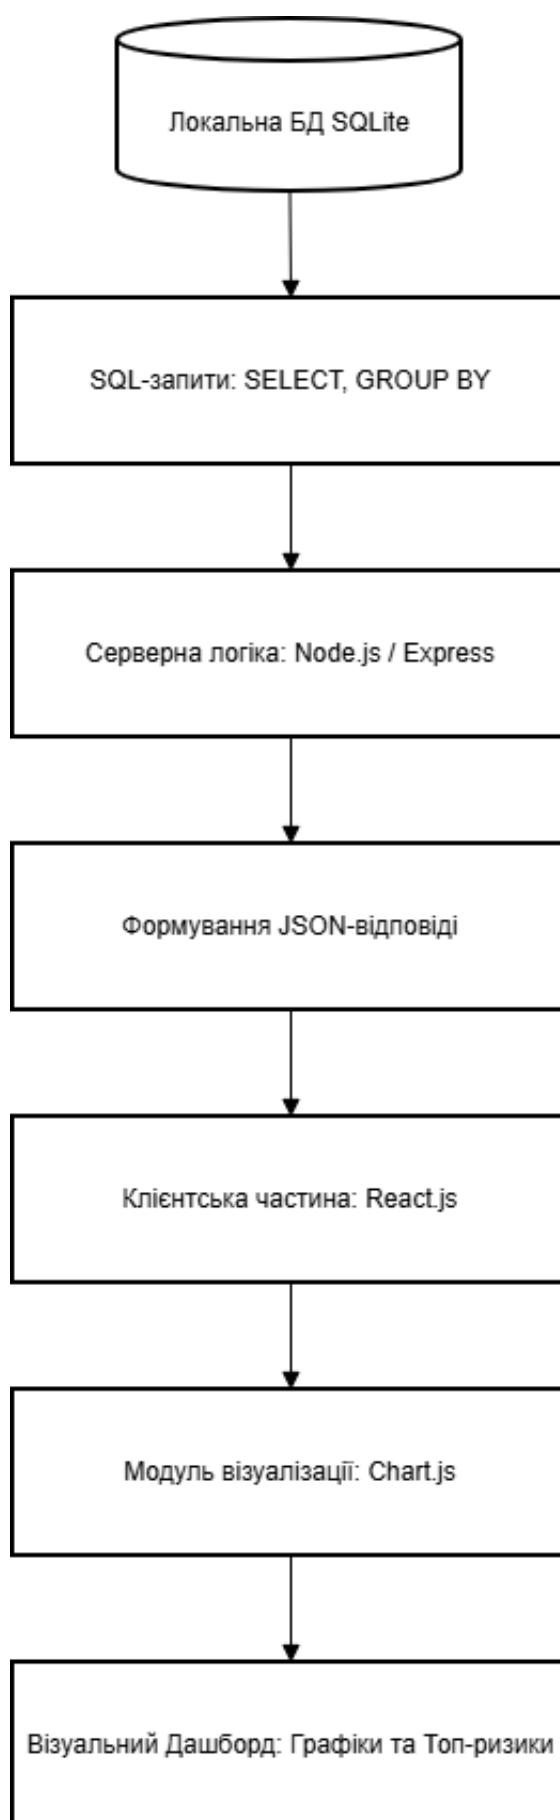 Локальна БД SQLite
SQL-запити: SELECT, GROUP BY
Серверна логіка: Node.js / Express
Формування JSON-відповіді
Клієнтська частина: React.js
Модуль візуалізації: Chart.js
Візуальний Дашборд: Графіки та Топ-ризики